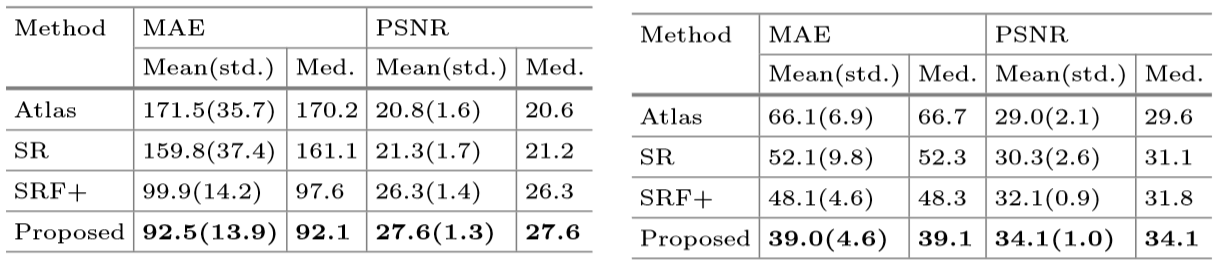 Method MAE PSNR
Mean(std.) Med. Mean(std.) Med.
Atlas 171.5(35.7) 170.2 20.8(1.6) 20.6
SR 159.8(37.4) 161.1 21.3(1.7) 21.2
SRF+ 99.9(14.2) 97.6 26.3(1.4) 26.3
Proposed 92.5(13.9) 92.1 27.6(1.3) 27.6
Method MAE PSNR
Mean(std.) Med. Mean(std.) Med.
Atlas 66.1(6.9) 66.7 29.0(2.1) 29.6
SR 52.1(9.8) 52.3 30.3(2.6) 31.1
SRF+ 48.1(4.6) 48.3 32.1(0.9) 31.8
Proposed 39.0(4.6) 39.1 34.1(1.0) 34.1